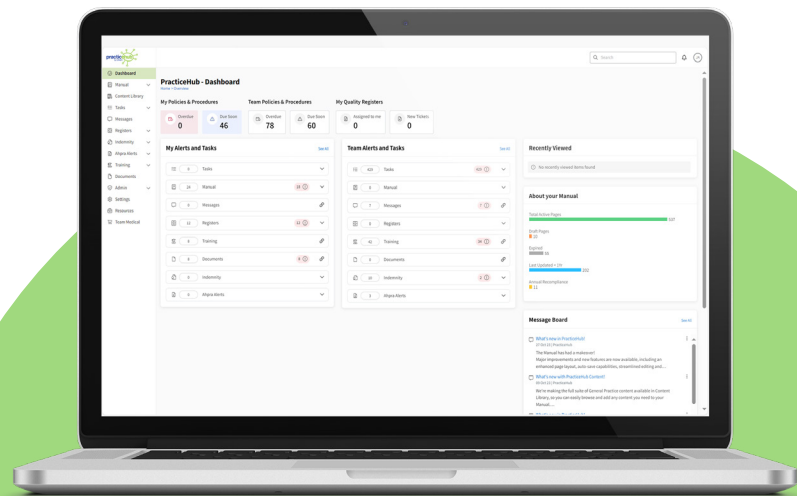 practicehub
Search
Dashboard
Manual
Content Library
Tasks
Messages
Registers
Indemnity
Ahpra Alerts
Training
Documents
Admin
Settings
Resources
Team Medical
PracticeHub - Dashboard
Home > Overview
My Policies & Procedures
Overdue
0
Due Soon
46
Team Policies & Procedures
Overdue
78
Due Soon
60
My Quality Registers
Assigned to me
0
New Tickets
0
My Alerts and Tasks
See All
Tasks
Manual
Messages
Registers
Training
Documents
Indemnity
Ahpra Alerts
Team Alerts and Tasks
See All
Tasks
Manual
Messages
Registers
Training
Documents
Indemnity
Ahpra Alerts
Recently Viewed
No recently viewed items found
About your Manual
Total Active Pages
Draft Pages
Expired
Last Updated > 1Yr
202
Annual Noncompliance
11
Message Board
See All
What's new in PracticeHub!
The Manual has had a makeover!
Major improvements and new features are now available, including an
enhanced page layout, auto-save capabilities, streamlined editing and...
What's new with PracticeHub Content!
We're making the full suite of General Practice content available in Content
Library, so you can easily browse and add any content you need to your
Manual....